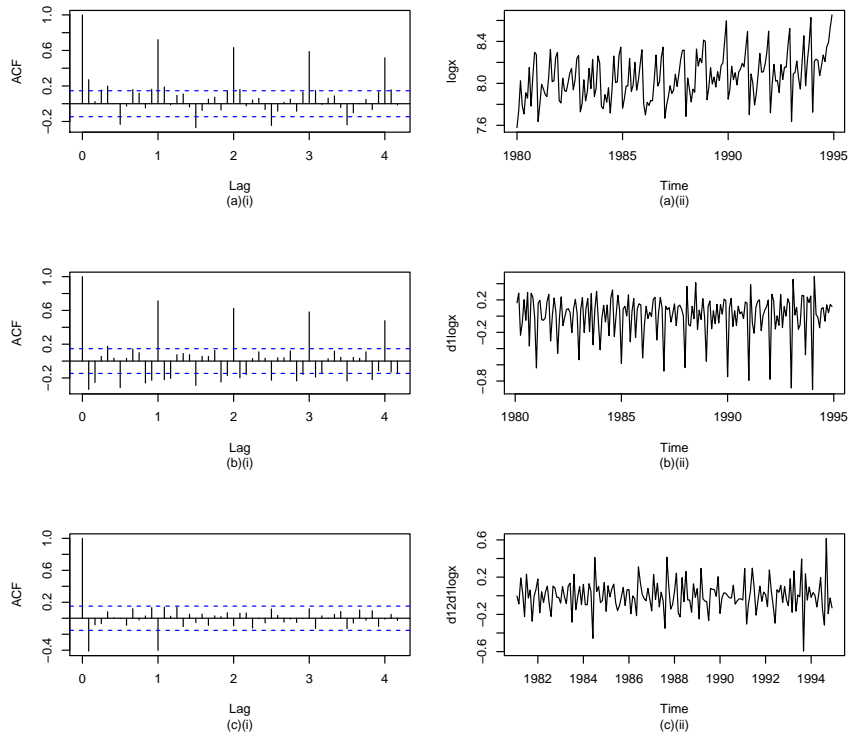 ACF
1.0
0.6
0.2
−0.2
0 1 2 3 4
Lag
(a)(i)
logx
8.4
8.0
7.6
1980 1985 1990 1995
Time
(a)(ii)
ACF
1.0
0.6
0.2
−0.2
0 1 2 3 4
Lag
(b)(i)
d1logx
0.2
−0.2
−0.8
1980 1985 1990 1995
Time
(b)(ii)
ACF
1.0
0.6
0.2
−0.4
0 1 2 3 4
Lag
(c)(i)
d12d1logx
0.6
0.2
−0.2
−0.6
1982 1984 1986 1988 1990 1992 1994
Time
(c)(ii)